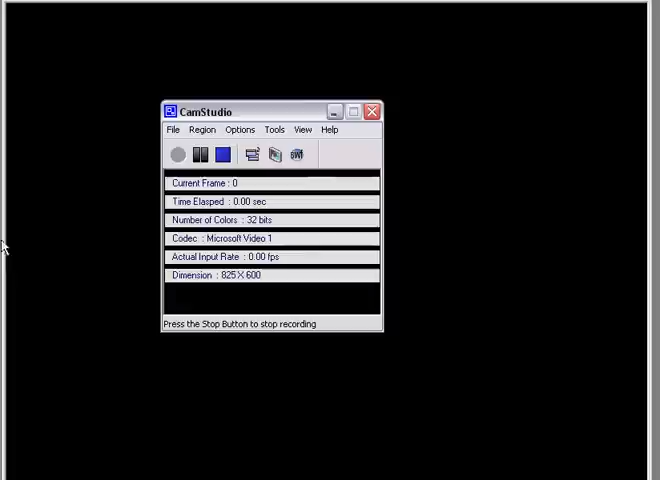 CamStudio
File Region Options Tools View Help
SWF
Current Frame : 0
Time Elasped : 0.00 sec
Number of Colors : 32 bits
Codec : Microsoft Video 1
Actual Input Rate : 0.00 fps
Dimension : 825 X 600
Press the Stop Button to stop recording